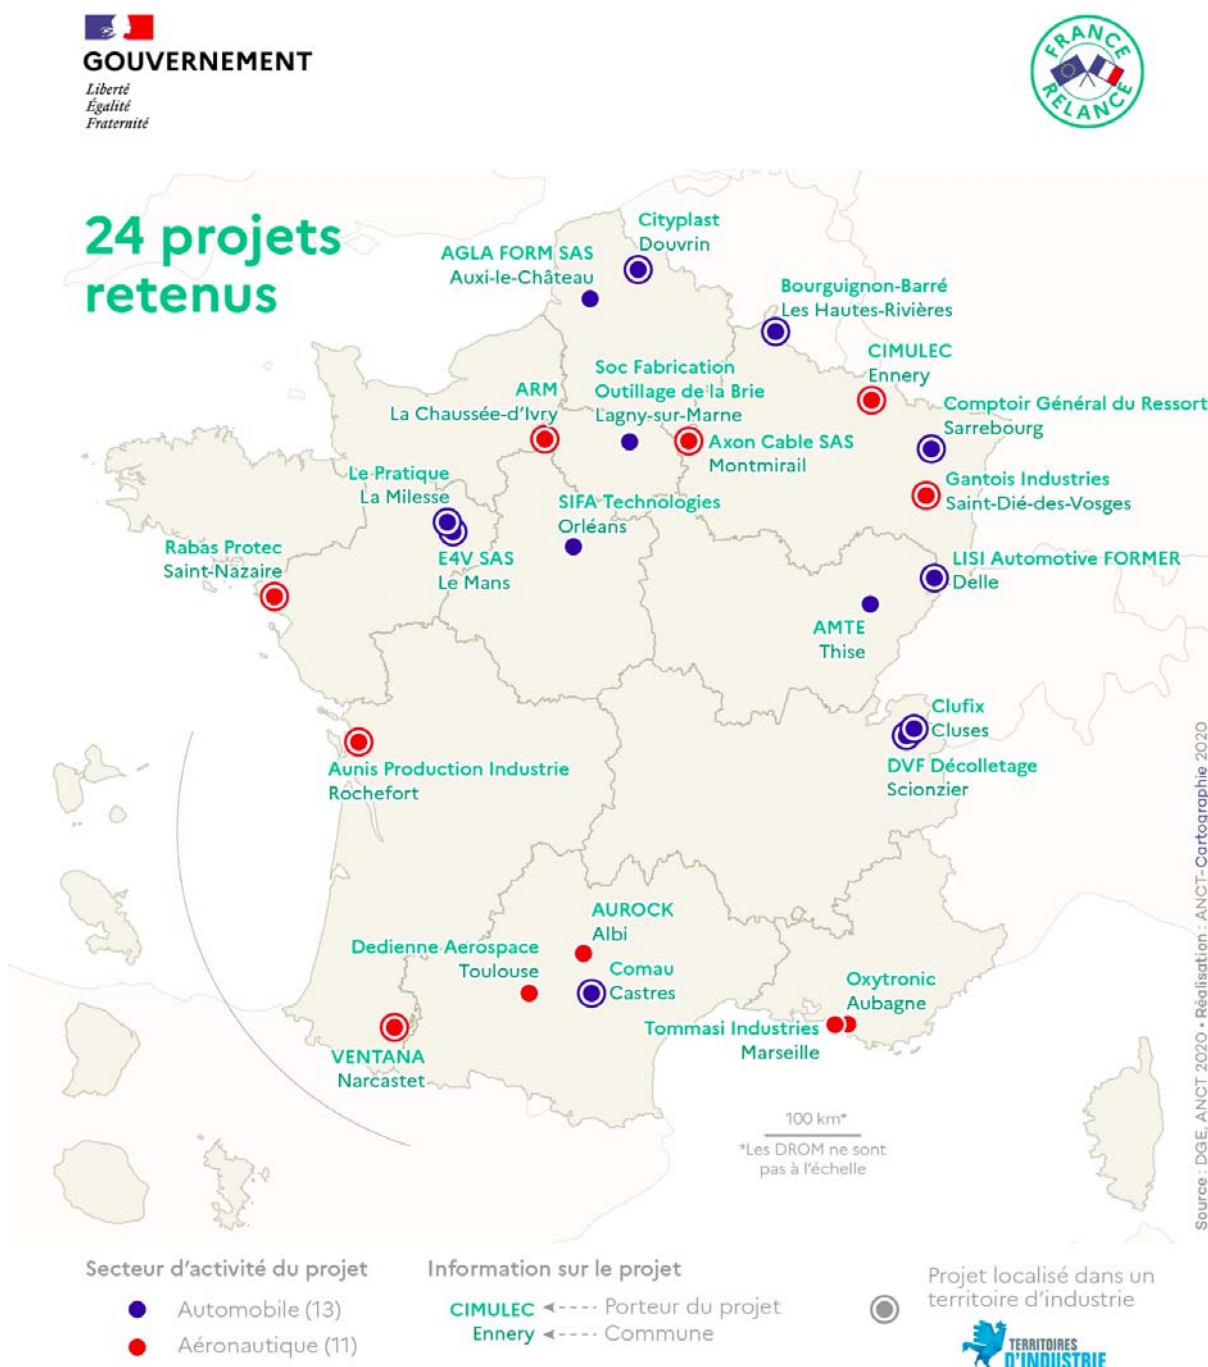 GOUVERNEMENT
Liberté
Égalité
Fraternité
FRANCE
RELANCE
24 projets
retenus
Cityplast
Douvrin
AGLA FORM SAS
Auxi-le-Château
Bourguignon-Barré
Les Hautes-Rivières
CIMULEC
Ennery
Soc Fabrication
Outillage de la Brie
Lagny-sur-Marne
ARM
La Chaussée-d'Ivry
Comptoir Général du Ressort
Sarrebourg
Axon Cable SAS
Montmirail
Le Pratique
La Milesse
Gantois Industries
Saint-Dié-des-Vosges
SIFA Technologies
Orléans
Rabas Protec
Saint-Nazaire
E4V SAS
Le Mans
LISI Automotive FORMER
Delle
AMTE
Thise
Clufix
Cluses
DVF Décolletage
Scionzier
Aunis Production Industrie
Rochefort
AUROCK
Albi
Dedienne Aerospace
Toulouse
Comau
Castres
Oxytronic
Aubagne
Tommasi Industries
Marseille
VENTANA
Narcastet
100 km*
*Les DROM ne sont
pas à l'échelle
Source : DGE, ANCT 2020 • Réalisation : ANCT-Cartographie 2020
Secteur d'activité du projet
Automobile (13)
Aéronautique (11)
Information sur le projet
CIMULEC Porteur du projet
Ennery Commune
Projet localisé dans un
territoire d'industrie
TERRITOIRES
D'INDUSTRIE